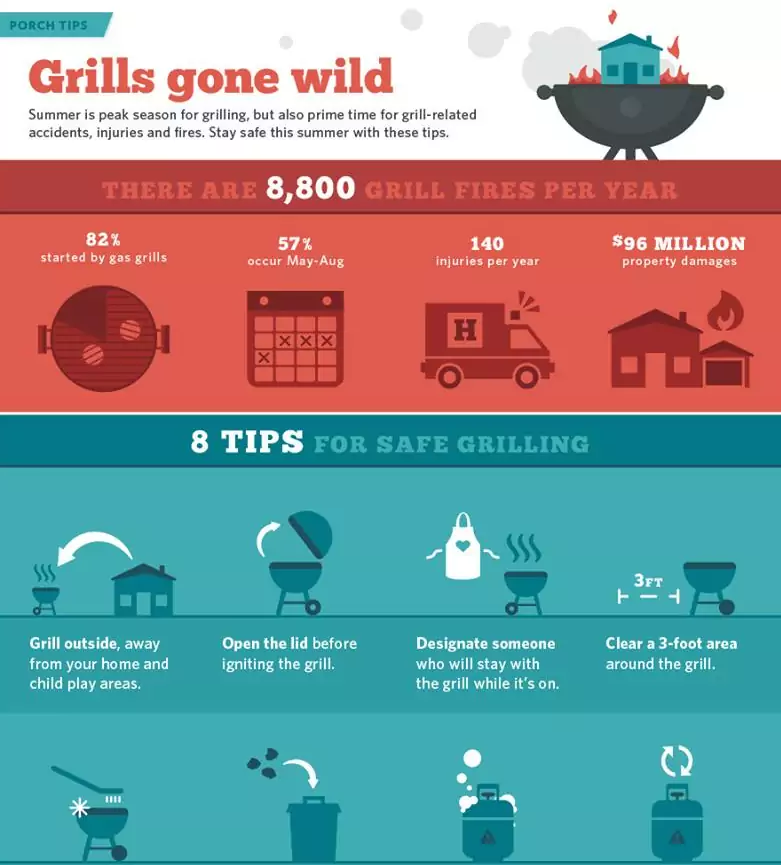 PORCH TIPS
Grills gone wild
Summer is peak season for grilling, but also prime time for grill-related
accidents, injuries and fires. Stay safe this summer with these tips.
THERE ARE 8,800 GRILL FIRES PER YEAR
82%
started by gas grills
57%
occur May-Aug
140
injuries per year
$96 MILLION
property damages
H
8 TIPS FOR SAFE GRILLING
3FT
Grill outside, away
from your home and
child play areas.
Open the lid before
igniting the grill.
Designate someone
who will stay with
the grill while it's on.
Clear a 3-foot area
around the grill.